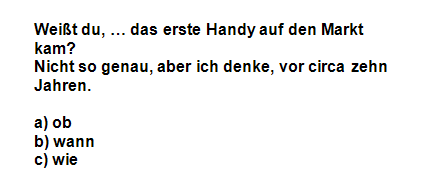 Weißt du, … das erste Handy auf den Markt
kam?
Nicht so genau, aber ich denke, vor circa zehn
Jahren.
a) ob
b) wann
c) wie